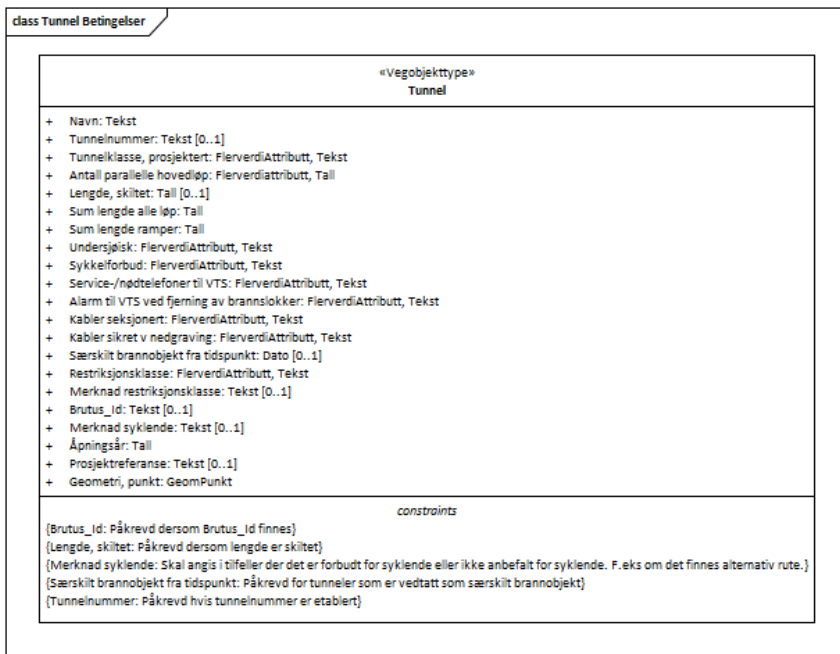 class Tunnel Betingelser
«Vegobjekttype»
Tunnel
+ Navn: Tekst
+ Tunnelnummer: Tekst [0..1]
+ Tunnelklasse, prosjektert: FlerverdiAttributt, Tekst
+ Antall parallelle hovedløp: Flerverdiattributt, Tall
+ Lengde, skiltet: Tall [0..1]
+ Sum lengde alle løp: Tall
+ Sum lengde ramper: Tall
+ Undersjøisk: FlerverdiAttributt, Tekst
+ Sykkelforbud: FlerverdiAttributt, Tekst
+ Service-/nødtelefoner til VTS: FlerverdiAttributt, Tekst
+ Alarm til VTS ved fjerning av brannslokker: FlerverdiAttributt, Tekst
+ Kabler seksjonert: FlerverdiAttributt, Tekst
+ Kabler sikret v nedgraving: FlerverdiAttributt, Tekst
+ Særskilt brannobjekt fra tidspunkt: Dato [0..1]
+ Restriksjonsklasse: FlerverdiAttributt, Tekst
+ Merknad restriksjonsklasse: Tekst [0..1]
+ Brutus_Id: Tekst [0..1]
+ Merknad syklende: Tekst [0..1]
+ Åpningsår: Tall
+ Prosjektreferanse: Tekst [0..1]
+ Geometri, punkt: GeomPunkt
constraints
{Brutus_Id: Påkrevd dersom Brutus_Id finnes}
{Lengde, skiltet: Påkrevd dersom lengde er skiltet}
{Merknad syklende: Skal angis i tilfeller der det er forbudt for syklende eller ikke anbefalt for syklende. F.eks om det finnes alternativ rute.}
{Særskilt brannobjekt fra tidspunkt: Påkrevd for tunneler som er vedtatt som særskilt brannobjekt}
{Tunnelnummer: Påkrevd hvis tunnelnummer er etablert}